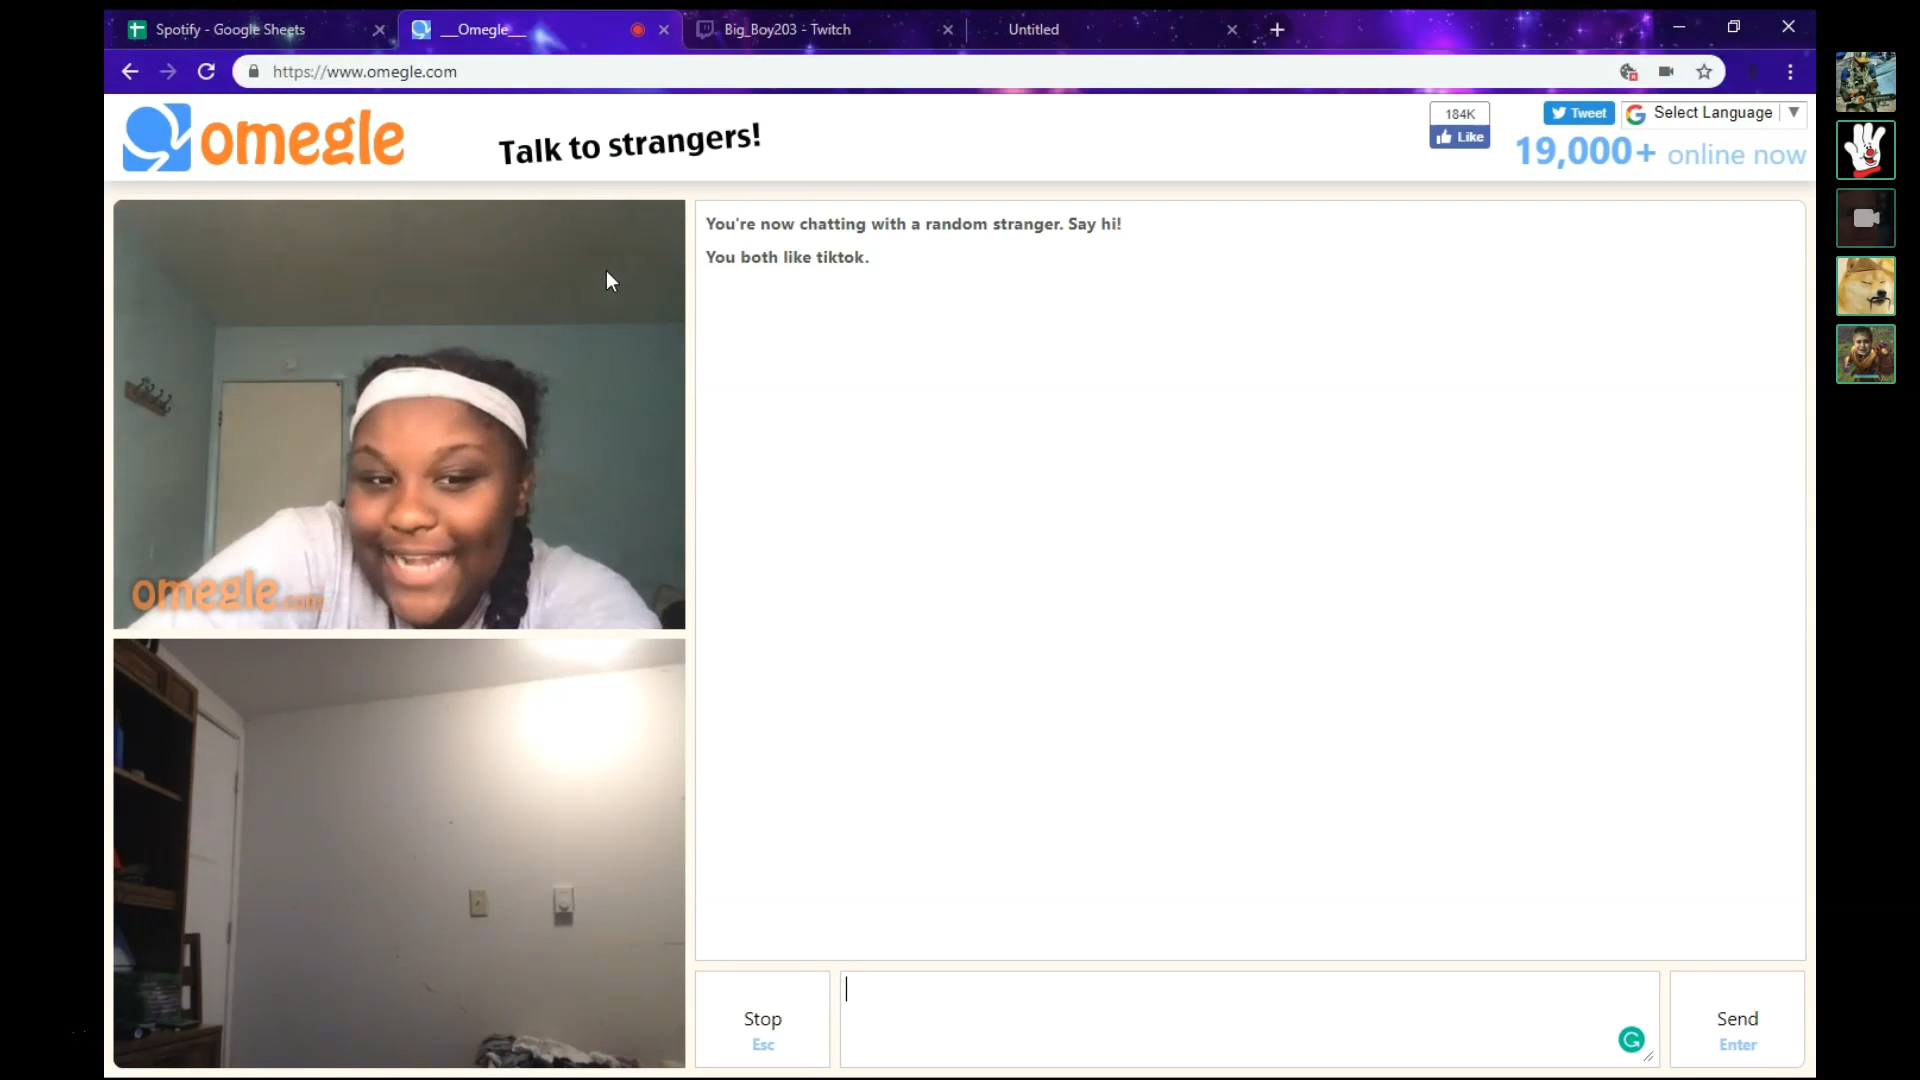 Spotify - Google Sheets
__Omegle__
Big_Boy203 - Twitch
Untitled
https://www.omegle.com
omegle
Talk to strangers!
184K
Like
Tweet
Select Language
19,000+ online now
You're now chatting with a random stranger. Say hi!
You both like tiktok.
omegle.com
Stop
Esc
Send
Enter